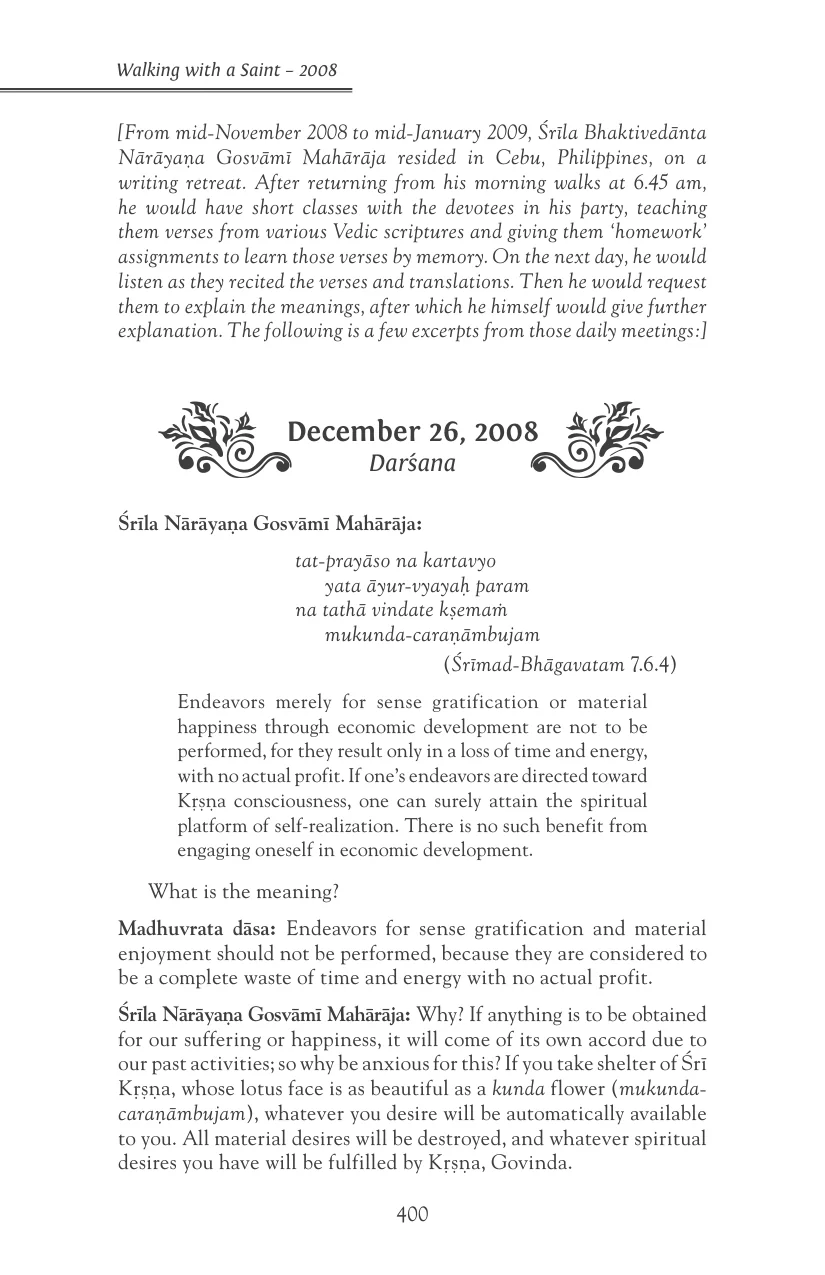 Walking with a Saint – 2008
[From mid-November 2008 to mid-January 2009, Śrīla Bhaktivedānta
Nārāyaṇa Gosvāmī Mahārāja resided in Cebu, Philippines, on a
writing retreat. After returning from his morning walks at 6.45 am,
he would have short classes with the devotees in his party, teaching
them verses from various Vedic scriptures and giving them ‘homework’
assignments to learn those verses by memory. On the next day, he would
listen as they recited the verses and translations. Then he would request
them to explain the meanings, after which he himself would give further
explanation. The following is a few excerpts from those daily meetings:]
December 26, 2008
Darśana
Śrīla Nārāyaṇa Gosvāmī Mahārāja:
tat-prayāso na kartavyo
yata āyur-vyayaḥ param
na tathā vindate kṣemaṁ
mukunda-caraṇāmbujam
(Śrīmad-Bhāgavatam 7.6.4)
Endeavors merely for sense gratification or material
happiness through economic development are not to be
performed, for they result only in a loss of time and energy,
with no actual profit. If one’s endeavors are directed toward
Kṛṣṇa consciousness, one can surely attain the spiritual
platform of self-realization. There is no such benefit from
engaging oneself in economic development.
What is the meaning?
Madhuvrata dāsa: Endeavors for sense gratification and material
enjoyment should not be performed, because they are considered to
be a complete waste of time and energy with no actual profit.
Śrīla Nārāyaṇa Gosvāmī Mahārāja: Why? If anything is to be obtained
for our suffering or happiness, it will come of its own accord due to
our past activities; so why be anxious for this? If you take shelter of Śrī
Kṛṣṇa, whose lotus face is as beautiful as a kunda flower (mukunda-
caraṇāmbujam), whatever you desire will be automatically available
to you. All material desires will be destroyed, and whatever spiritual
desires you have will be fulfilled by Kṛṣṇa, Govinda.
400